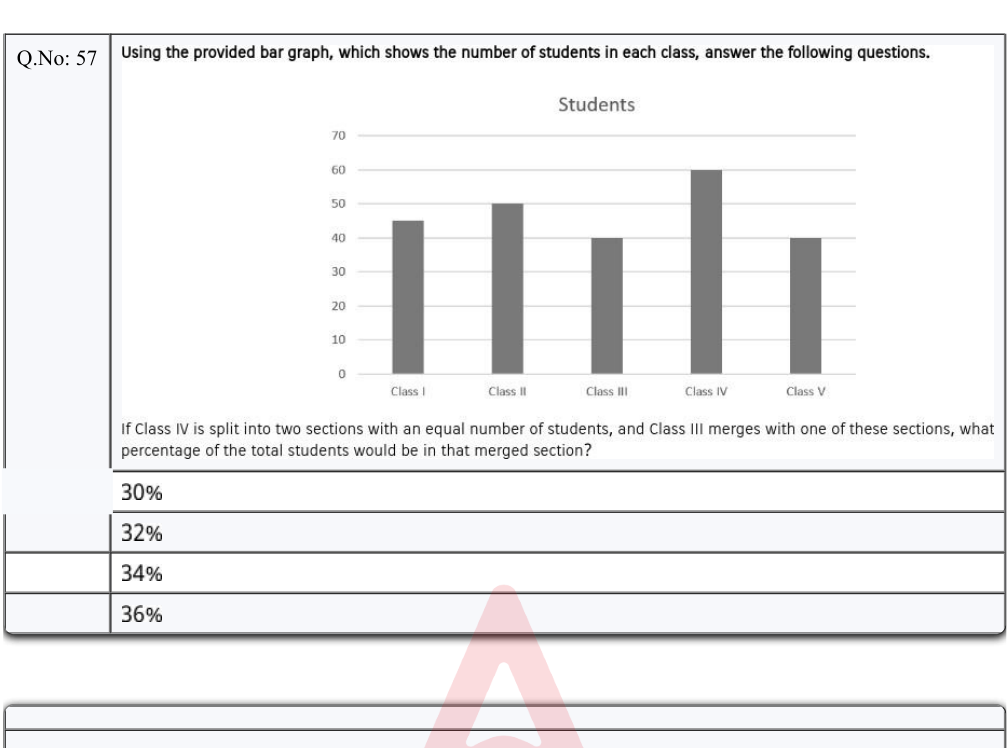 Q.No: 57
Using the provided bar graph, which shows the number of students in each class, answer the following questions.
Students
70
60
50
40
30
20
10
0
Class I Class II Class III Class IV Class V
If Class IV is split into two sections with an equal number of students, and Class III merges with one of these sections, what
percentage of the total students would be in that merged section?
30%
32%
34%
36%